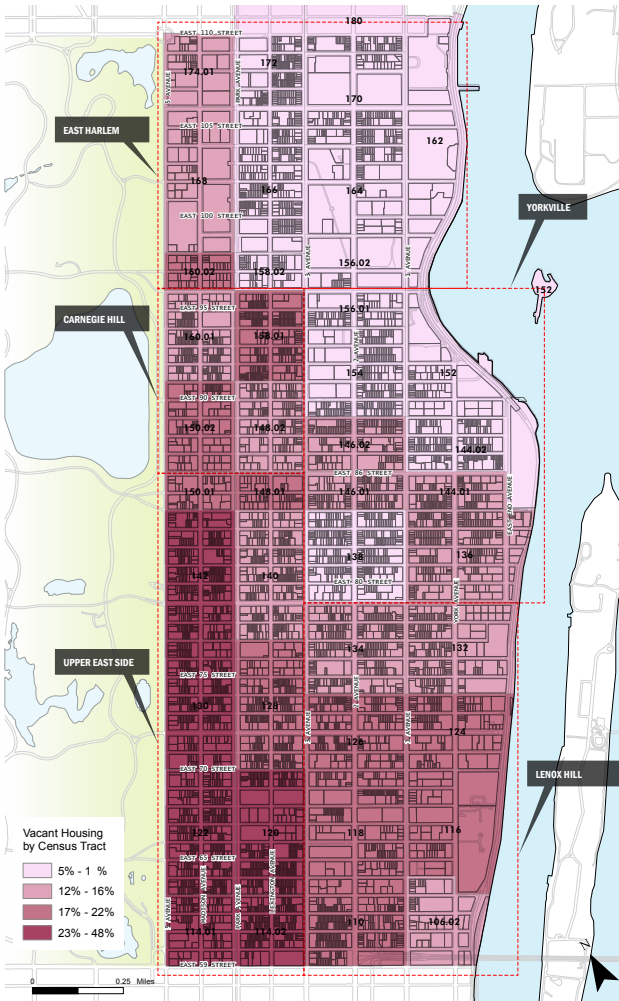 180
EAST 110 STREET
172
174.01
5 AVENUE
PARK AVENUE
170
EAST HARLEM
EAST 105 STREET
162
168
166
164
YORKVILLE
EAST 100 STREET
3 AVENUE
156.02
160.02
158.02
152
EAST 95 STREET
156.01
CARNEGIE HILL
160.01
158.01
2 AVENUE
154
152
EAST 90 STREET
150.02
148.02
146.02
144.02
EAST 86 STREET
150.01
148.01
146.01
144.01
EAST END AVENUE
138
136
142
140
EAST 80 STREET
YORK AVENUE
134
132
UPPER EAST SIDE
EAST 75 STREET
130
128
2 AVENUE
3 AVENUE
124
126
EAST 70 STREET
LENOX HILL
Vacant Housing
by Census Tract
5% - 1 %
12% - 16%
17% - 22%
23% - 48%
122
120
118
116
EAST 65 STREET
MADISON AVENUE
LEXINGTON AVENUE
PARK AVENUE
114.01
114.02
110
106.02
EAST 59 STREET
N
0 0.25 Miles